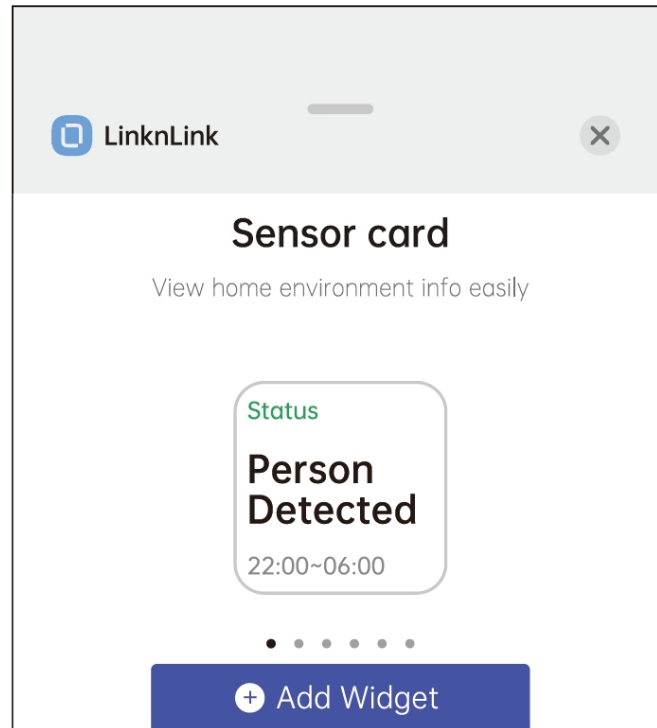 LinknLink
Sensor card
View home environment info easily
Status
Person
Detected
22:00~06:00
Add Widget